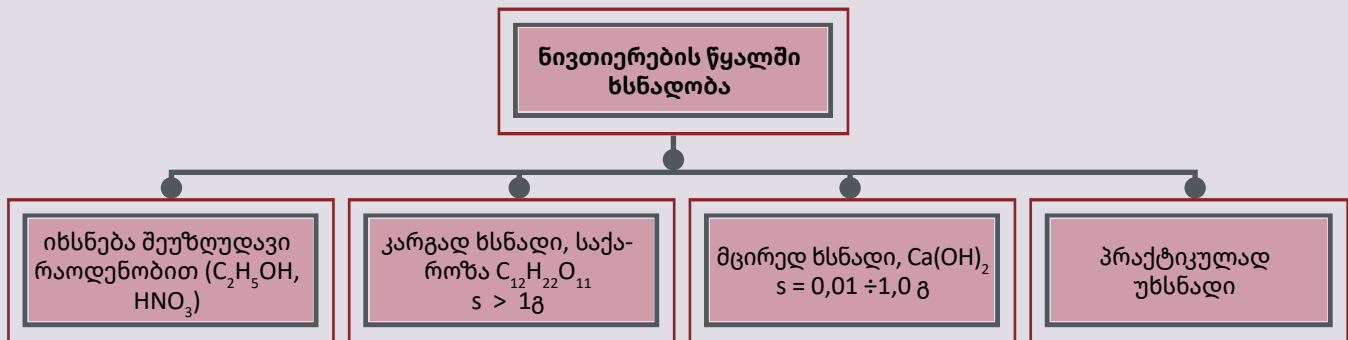 ნივთიერების წყალში
ხსნადობა
იხსნება შეუზღუდავი
რაოდენობით (C₂H₅OH,
HNO₃)
კარგად ხსნადი, საქა-
როზა C₁₂H₂₂O₁₁
s > 1გ
მცირედ ხსნადი, Ca(OH)₂
s = 0,01 ÷1,0 გ
პრაქტიკულად
უხსნადი